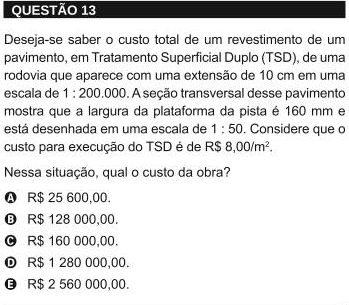 QUESTÃO 13
Deseja-se saber o custo total de um revestimento de um
pavimento, em Tratamento Superficial Duplo (TSD), de uma
rodovia que aparece com uma extensão de 10 cm em uma
escala de 1 : 200.000. A seção transversal desse pavimento
mostra que a largura da plataforma da pista é 160 mm e
está desenhada em uma escala de 1 : 50. Considere que o
custo para execução do TSD é de R$ 8,00/m².
Nessa situação, qual o custo da obra?
A R$ 25 600,00.
B R$ 128 000,00.
C R$ 160 000,00.
D R$ 1 280 000,00.
E R$ 2 560 000,00.